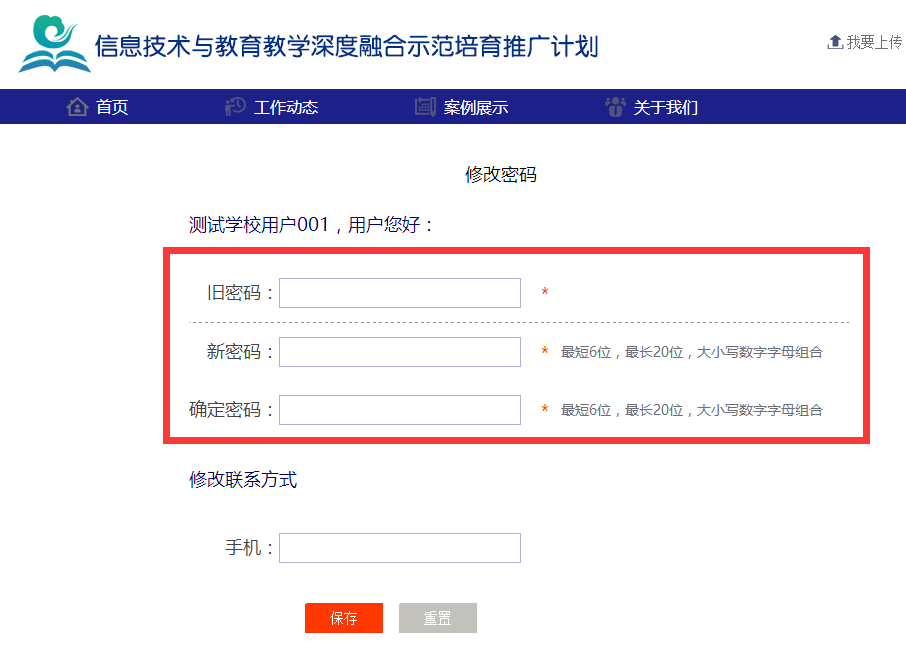 信息技术与教育教学深度融合示范培育推广计划
我要上传
首页 工作动态 案例展示 关于我们
修改密码
测试学校用户001，用户您好：
旧密码： *
新密码： * 最短6位，最长20位，大小写数字字母组合
确定密码： * 最短6位，最长20位，大小写数字字母组合
修改联系方式
手机：
保存 重置